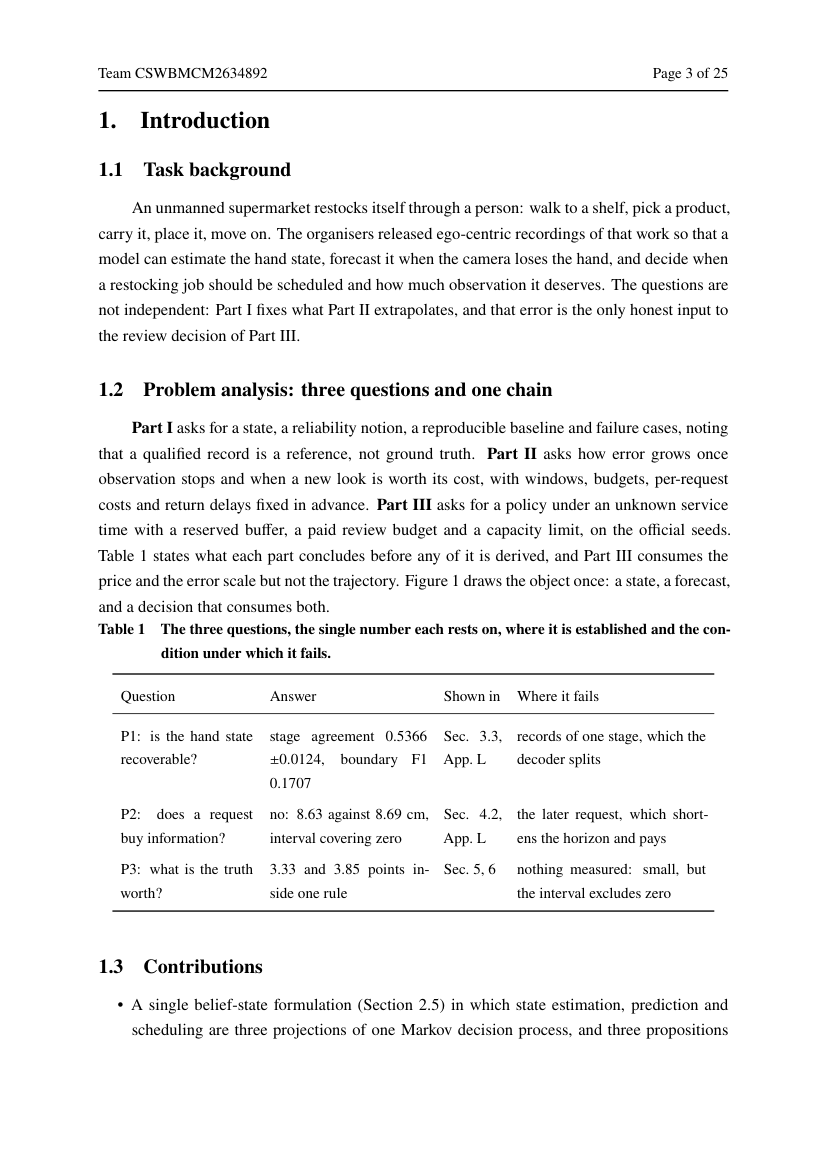 Team CSWBMCM2634892 Page 3 of 25
1. Introduction
1.1 Task background
An unmanned supermarket restocks itself through a person: walk to a shelf, pick a product,
carry it, place it, move on. The organisers released ego-centric recordings of that work so that a
model can estimate the hand state, forecast it when the camera loses the hand, and decide when
a restocking job should be scheduled and how much observation it deserves. The questions are
not independent: Part I fixes what Part II extrapolates, and that error is the only honest input to
the review decision of Part III.
1.2 Problem analysis: three questions and one chain
Part I asks for a state, a reliability notion, a reproducible baseline and failure cases, noting
that a qualified record is a reference, not ground truth. Part II asks how error grows once
observation stops and when a new look is worth its cost, with windows, budgets, per-request
costs and return delays fixed in advance. Part III asks for a policy under an unknown service
time with a reserved buffer, a paid review budget and a capacity limit, on the official seeds.
Table 1 states what each part concludes before any of it is derived, and Part III consumes the
price and the error scale but not the trajectory. Figure 1 draws the object once: a state, a forecast,
and a decision that consumes both.
Table 1 The three questions, the single number each rests on, where it is established and the con-
dition under which it fails.
Question Answer Shown in Where it fails
P1: is the hand state stage agreement 0.5366 Sec. 3.3, records of one stage, which the
recoverable? ±0.0124, boundary F1 App. L decoder splits
0.1707
P2: does a request no: 8.63 against 8.69 cm, Sec. 4.2, the later request, which short-
buy information? interval covering zero App. L ens the horizon and pays
P3: what is the truth 3.33 and 3.85 points in- Sec. 5, 6 nothing measured: small, but
worth? side one rule the interval excludes zero
1.3 Contributions
• A single belief-state formulation (Section 2.5) in which state estimation, prediction and
scheduling are three projections of one Markov decision process, and three propositions